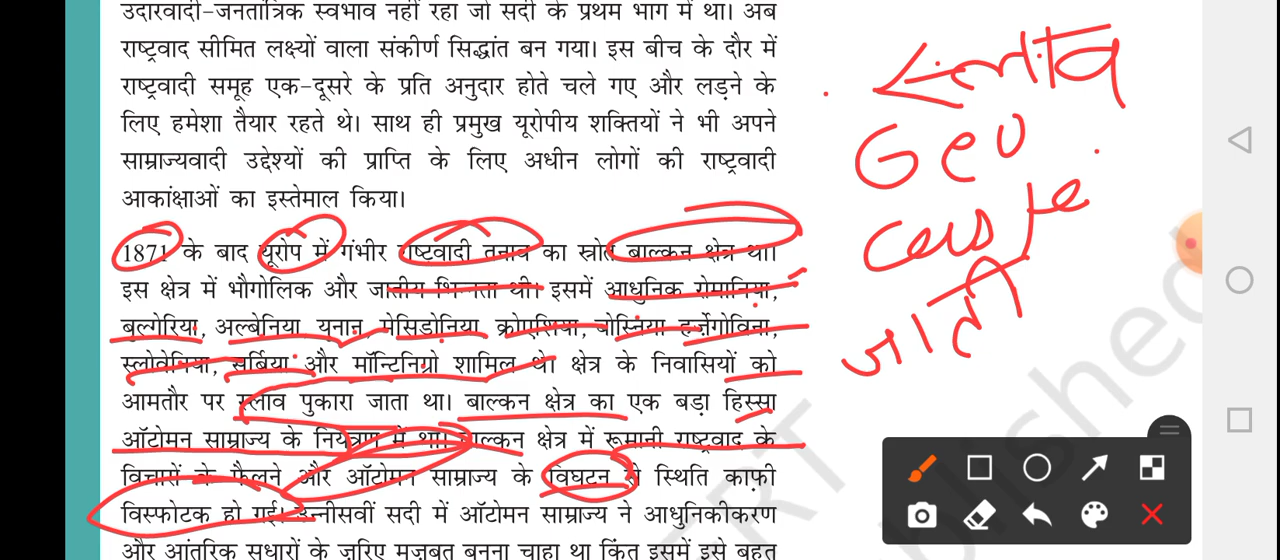 उदारवादी-जनतांत्रिक स्वभाव नहीं रहा जो सदी के प्रथम भाग में था। अब
राष्ट्रवाद सीमित लक्ष्यों वाला संकीर्ण सिद्धांत बन गया। इस बीच के दौर में
राष्ट्रवादी समूह एक-दूसरे के प्रति अनुदार होते चले गए और लड़ने के
लिए हमेशा तैयार रहते थे। साथ ही प्रमुख यूरोपीय शक्तियों ने भी अपने
साम्राज्यवादी उद्देश्यों की प्राप्ति के लिए अधीन लोगों की राष्ट्रवादी
आकांक्षाओं का इस्तेमाल किया।
1871 के बाद यूरोप में गंभीर राष्ट्रवादी तनाव का स्रोत बाल्कन क्षेत्र था।
इस क्षेत्र में भौगोलिक और जातीय भिन्नता थी। इसमें आधुनिक रोमानिया,
बुल्गेरिया, अल्बेनिया, यूनान, मेसिडोनिया, क्रोएशिया, बोस्निया-हर्ज़ेगोविना,
स्लोवेनिया, सर्बिया और मॉन्टिनिग्रो शामिल थे। क्षेत्र के निवासियों को
आमतौर पर स्लाव पुकारा जाता था। बाल्कन क्षेत्र का एक बड़ा हिस्सा
ऑटोमन साम्राज्य के नियंत्रण में था। बाल्कन क्षेत्र में रूमानी राष्ट्रवाद के
विचारों के फैलने और ऑटोमन साम्राज्य के विघटन से स्थिति काफ़ी
विस्फोटक हो गई। उन्नीसवीं सदी में ऑटोमन साम्राज्य ने आधुनिकीकरण
और आंतरिक सुधारों के ज़रिए मज़बूत बनना चाहा था किंतु इसमें इसे बहुत
Geo
caste
जाती